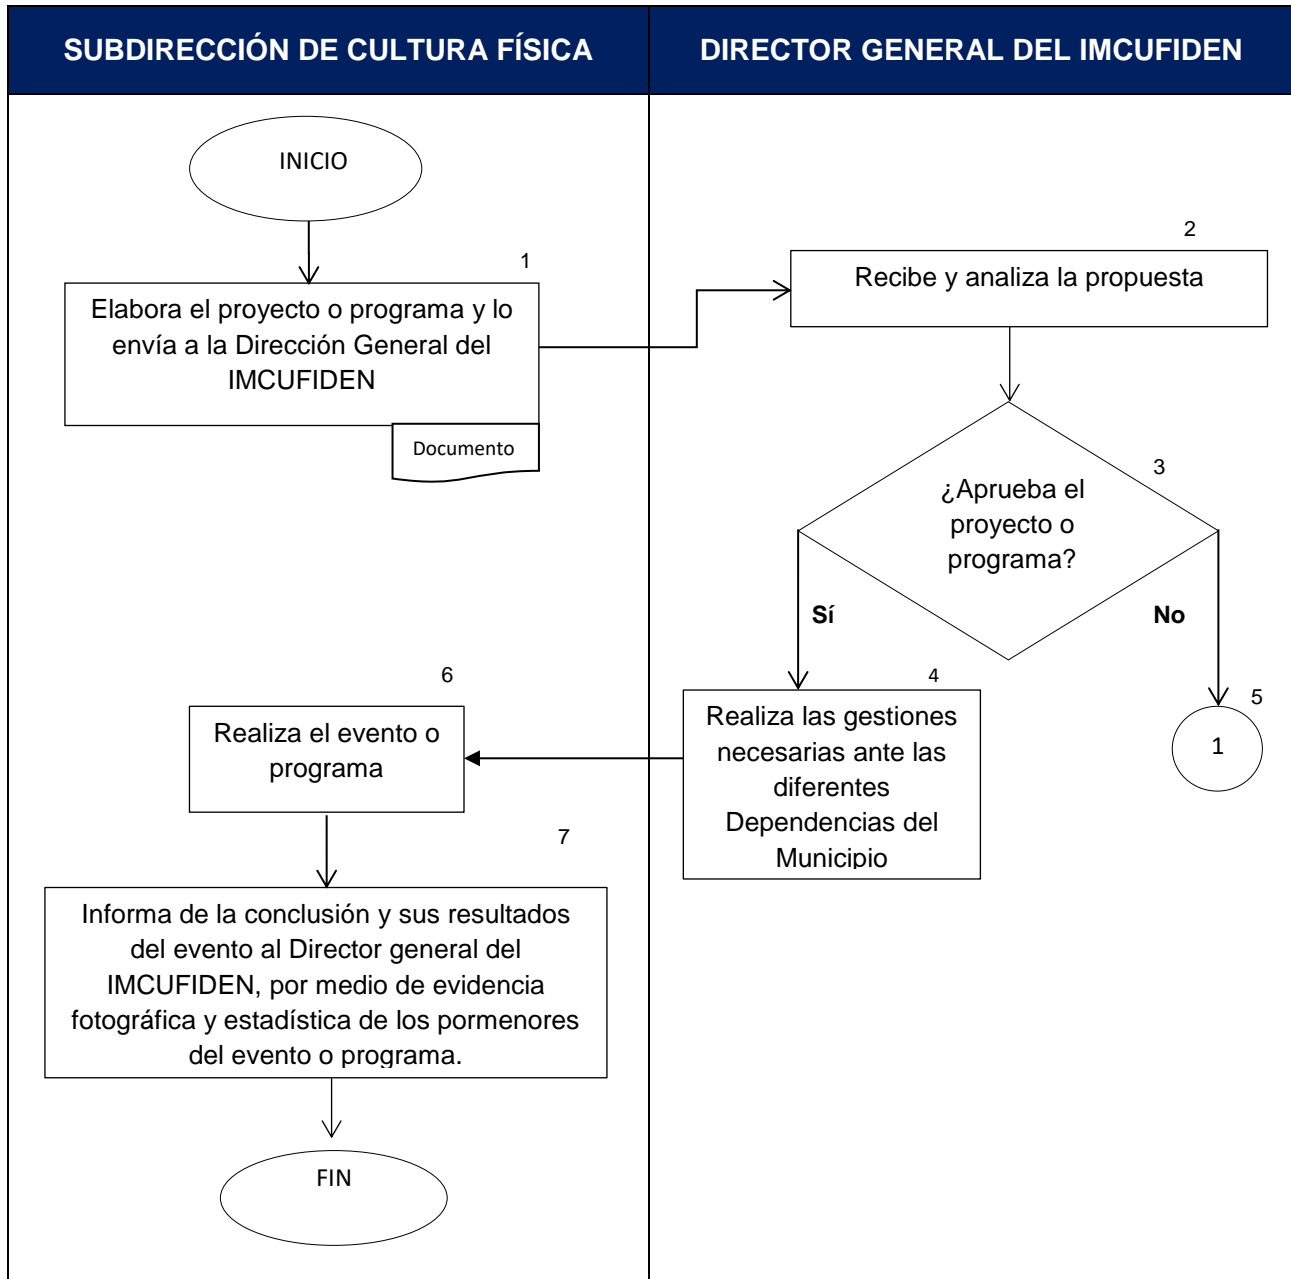 SUBDIRECCIÓN DE CULTURA FÍSICA
DIRECTOR GENERAL DEL IMCUFIDEN
INICIO
1
Elabora el proyecto o programa y lo
envía a la Dirección General del
IMCUFIDEN
Documento
2
Recibe y analiza la propuesta
3
¿Aprueba el
proyecto o
programa?
Sí
No
4
Realiza las gestiones
necesarias ante las
diferentes
Dependencias del
Municipio
5
1
6
Realiza el evento o
programa
7
Informa de la conclusión y sus resultados
del evento al Director general del
IMCUFIDEN, por medio de evidencia
fotográfica y estadística de los pormenores
del evento o programa.
FIN